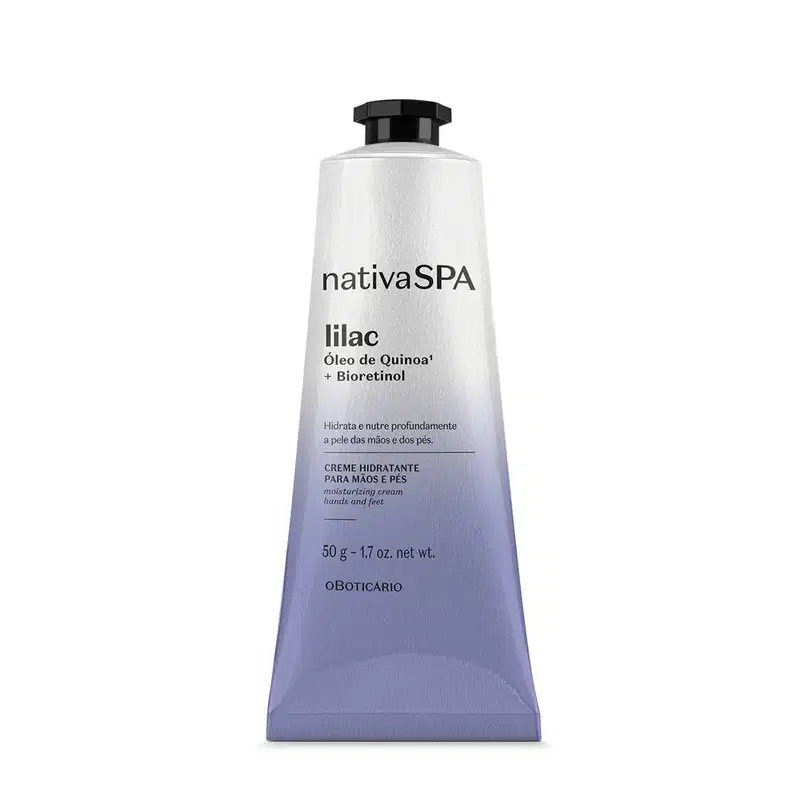 nativaSPA
lilac
Óleo de Quinoa¹
+ Bioretinol
Hidrata e nutre profundamente
a pele das mãos e dos pés.
CREME HIDRATANTE
PARA MÃOS E PÉS
moisturizing cream
hands and feet
50 g – 1.7 oz. net wt.
oBOTICÁRIO